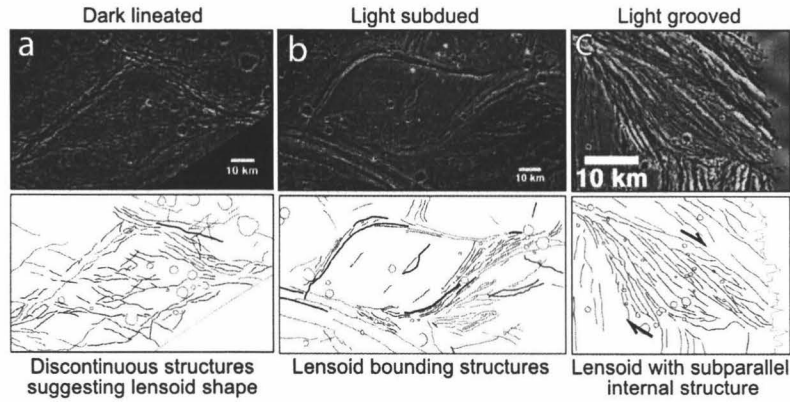 Dark lineated
Light subdued
Light grooved
a
b
C
10 km
10 km
10 km
Discontinuous structures
suggesting lensoid shape
Lensoid bounding structures
Lensoid with subparallel
internal structure